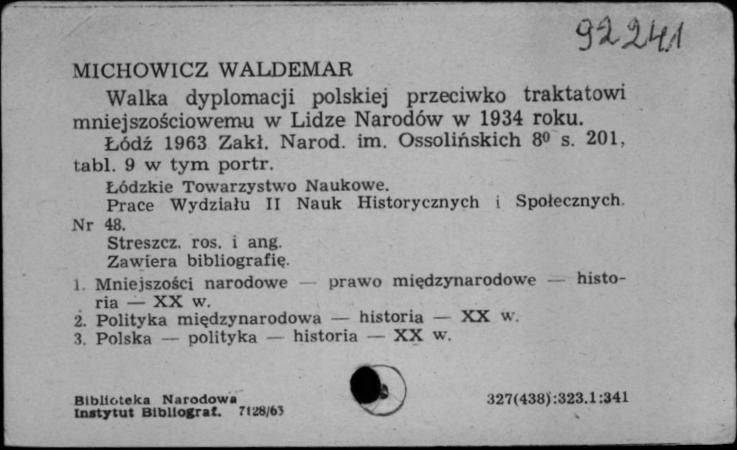 92241
MICHOWICZ WALDEMAR
Walka dyplomacji polskiej przeciwko traktatowi
mniejszościowemu w Lidze Narodów w 1934 roku.
Łódź 1963 Zakł. Narod. im. Ossolińskich 8⁰ s. 201,
tabl. 9 w tym portr.
Łódzkie Towarzystwo Naukowe.
Prace Wydziału II Nauk Historycznych i Społecznych.
Nr 48.
Streszcz. ros. i ang.
Zawiera bibliografię.
1. Mniejszości narodowe — prawo międzynarodowe — histo-
ria — XX w.
2. Polityka międzynarodowa — historia — XX w.
3. Polska — polityka — historia — XX w.
Biblioteka Narodowa
Instytut Bibliograf. 7128/63
327(438):323.1:341